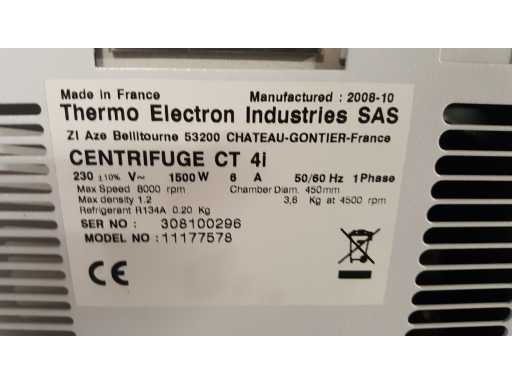 Made in France Manufactured : 2008-10
Thermo Electron Industries SAS
ZI Aze Bellitourne 53200 CHATEAU-GONTIER-France
CENTRIFUGE CT 4i
230 ±10% V~ 1500 W 6 A 50/60 Hz 1 Phase
Max Speed 8000 rpm Chamber Diam. 450mm
Max density 1.2 3,6 Kg at 4500 rpm
Refrigerant R134A 0.20 Kg
SER NO : 308100296
MODEL NO : 11177578
CE